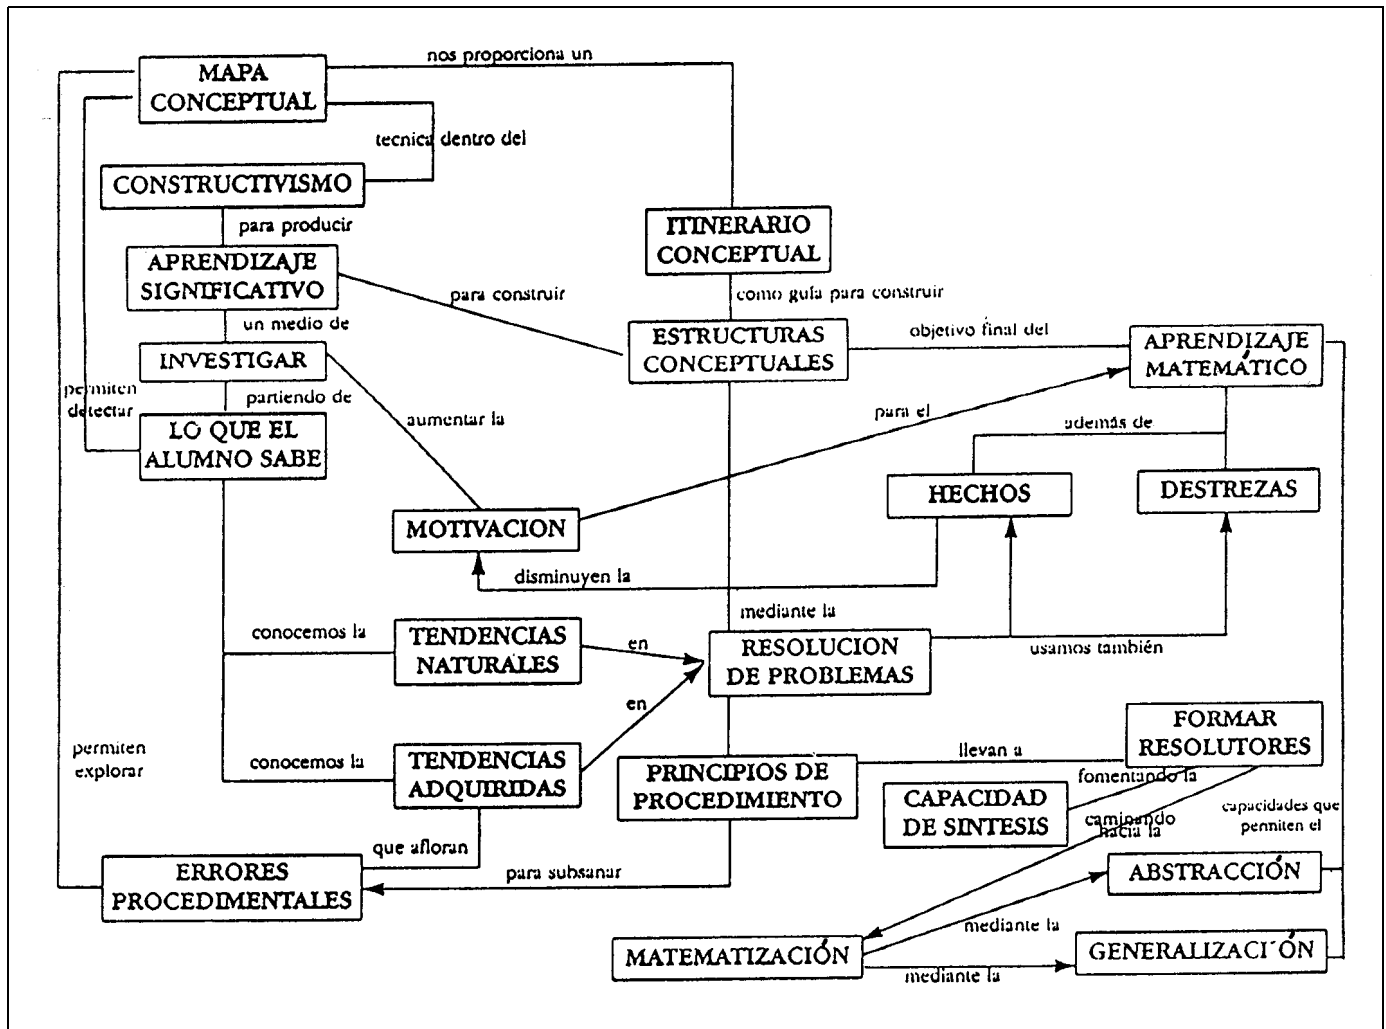 nos proporciona un
MAPA
CONCEPTUAL
tecnica dentro del
CONSTRUCTIVISMO
para producir
ITINERARIO
CONCEPTUAL
APRENDIZAJE
SIGNIFICATIVO
para construir
como guía para construir
un medio de
ESTRUCTURAS
CONCEPTUALES
objetivo final del
APRENDIZAJE
MATEMÁTICO
INVESTIGAR
permiten
detectar
partiendo de
aumentar la
para el
además de
LO QUE EL
ALUMNO SABE
HECHOS
DESTREZAS
MOTIVACION
disminuyen la
mediante la
conocemos la
TENDENCIAS
NATURALES
en
RESOLUCION
DE PROBLEMAS
usamos también
en
FORMAR
RESOLUTORES
permiten
explorar
conocemos la
TENDENCIAS
ADQUIRIDAS
PRINCIPIOS DE
PROCEDIMIENTO
llevan a
fomentando la
CAPACIDAD
DE SINTESIS
caminando
hacia la
capacidades que
permiten el
que afloran
ERRORES
PROCEDIMENTALES
para subsanar
ABSTRACCIÓN
mediante la
MATEMATIZACIÓN
GENERALIZACI´ÓN
mediante la